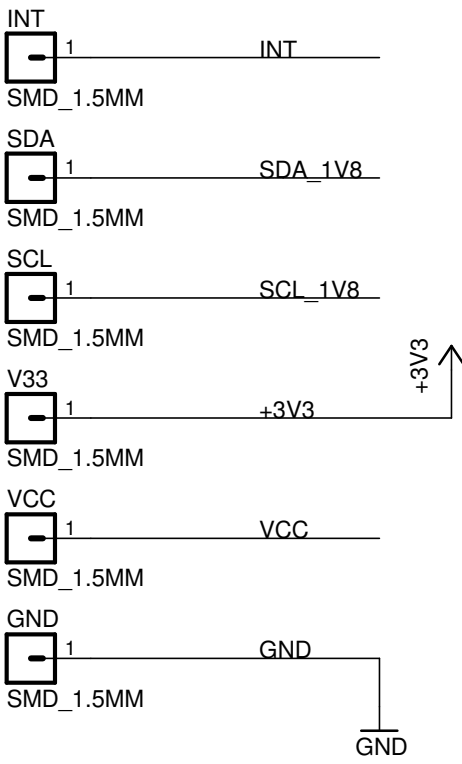 INT
1 INT
SMD_1.5MM
SDA
1 SDA_1V8
SMD_1.5MM
SCL
1 SCL_1V8
SMD_1.5MM
+3V3
V33
1 +3V3
SMD_1.5MM
VCC
1 VCC
SMD_1.5MM
GND
1 GND
SMD_1.5MM
GND